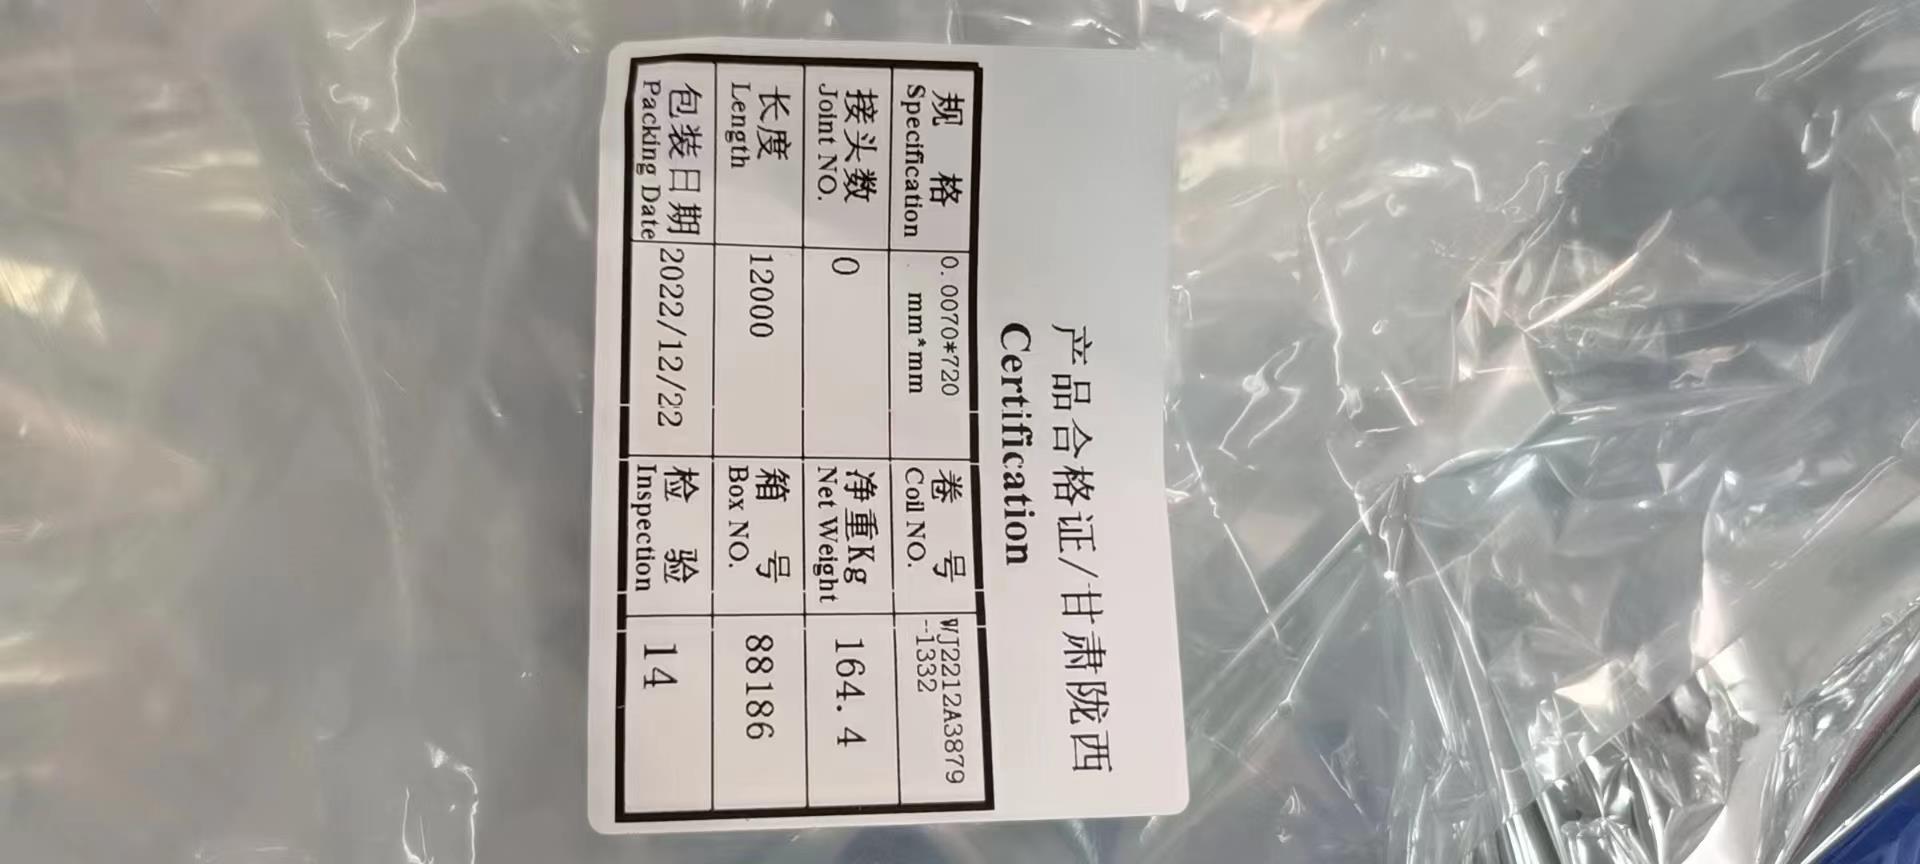 产品合格证/甘肃陇西
Certification
规 格 0.0070*720 卷 号 WJ2212A3879
Specification mm*mm Coil NO. -1332
接头数 0 净重Kg 164.4
Joint NO. Net Weight
长度 12000 箱 号 88186
Length Box NO.
包装日期 2022/12/22 检 验 14
Packing Date Inspection